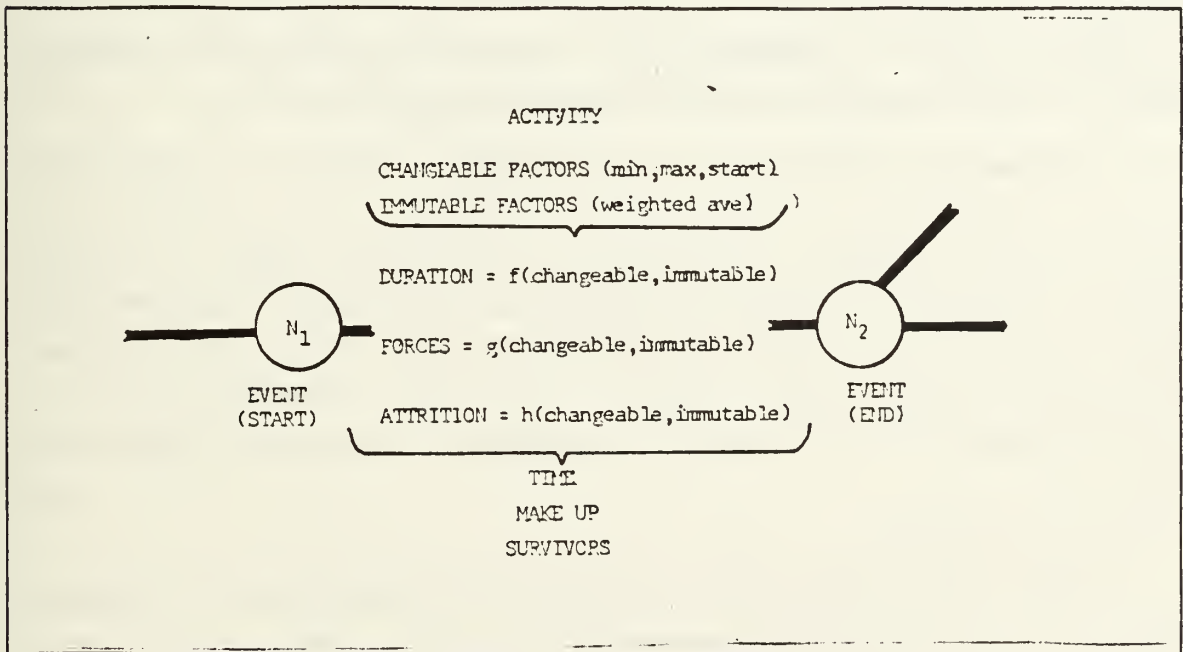 ACTIVITY
CHANGEABLE FACTORS (min,max,start)
IMMUTABLE FACTORS (weighted ave) )
DURATION = f(changeable,immutable)
N1
N2
FORCES = g(changeable,immutable)
EVENT
(START)
EVENT
(END)
ATTRITION = h(changeable,immutable)
TIME
MAKE UP
SURVIVORS